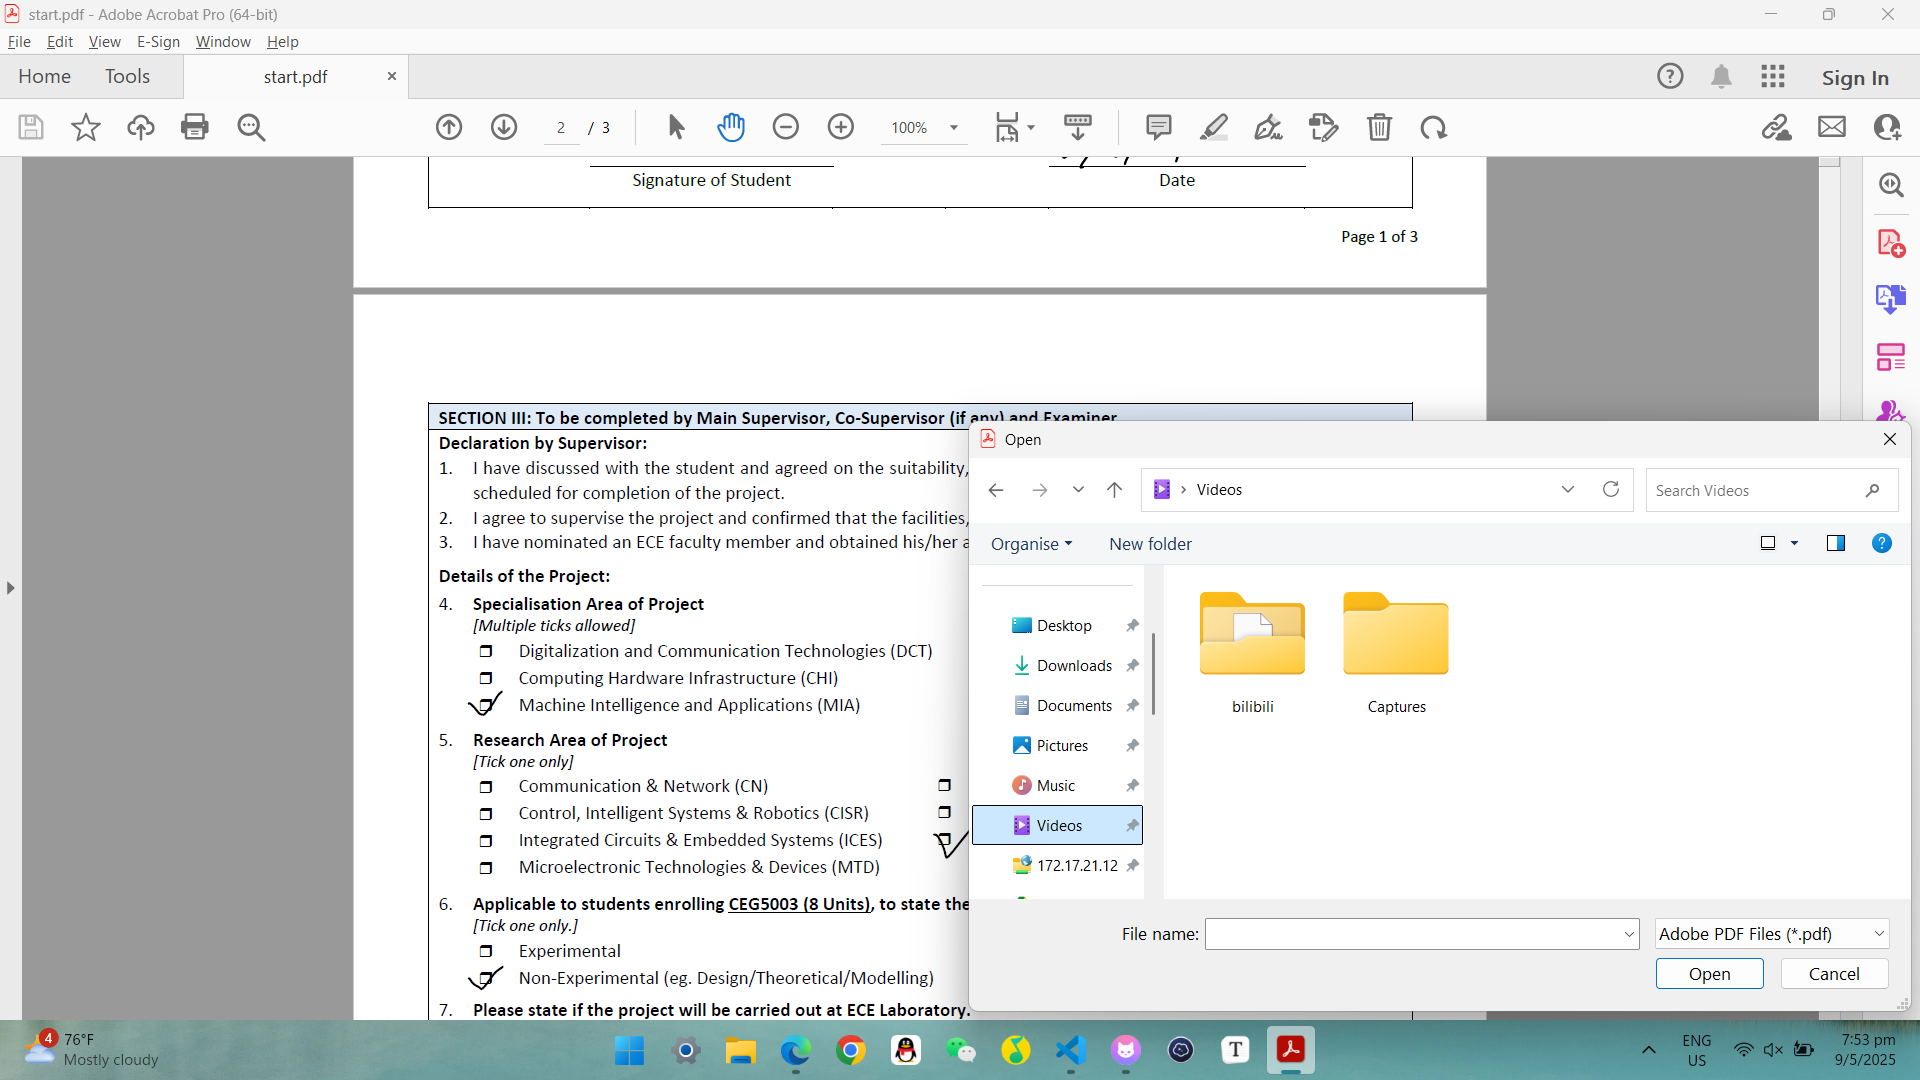 start.pdf - Adobe Acrobat Pro (64-bit)
File Edit View E-Sign Window Help
Home Tools start.pdf Sign In
2 / 3 100%
Signature of Student Date
Page 1 of 3
SECTION III: To be completed by Main Supervisor, Co-Supervisor (if any) and Examiner
Declaration by Supervisor:
1. I have discussed with the student and agreed on the suitability,
scheduled for completion of the project.
2. I agree to supervise the project and confirmed that the facilities,
3. I have nominated an ECE faculty member and obtained his/her a
Details of the Project:
4. Specialisation Area of Project
[Multiple ticks allowed]
Digitalization and Communication Technologies (DCT)
Computing Hardware Infrastructure (CHI)
Machine Intelligence and Applications (MIA)
5. Research Area of Project
[Tick one only]
Communication & Network (CN)
Control, Intelligent Systems & Robotics (CISR)
Integrated Circuits & Embedded Systems (ICES)
Microelectronic Technologies & Devices (MTD)
6. Applicable to students enrolling CEG5003 (8 Units), to state the
[Tick one only.]
Experimental
Non-Experimental (eg. Design/Theoretical/Modelling)
7. Please state if the project will be carried out at ECE Laboratory.
Open
Videos
Search Videos
Organise New folder
Desktop
Downloads
Documents
Pictures
Music
Videos
172.17.21.12
bilibili Captures
File name: Adobe PDF Files (*.pdf)
Open Cancel
4 76°F
Mostly cloudy
T
ENG
US
7:53 pm
9/5/2025